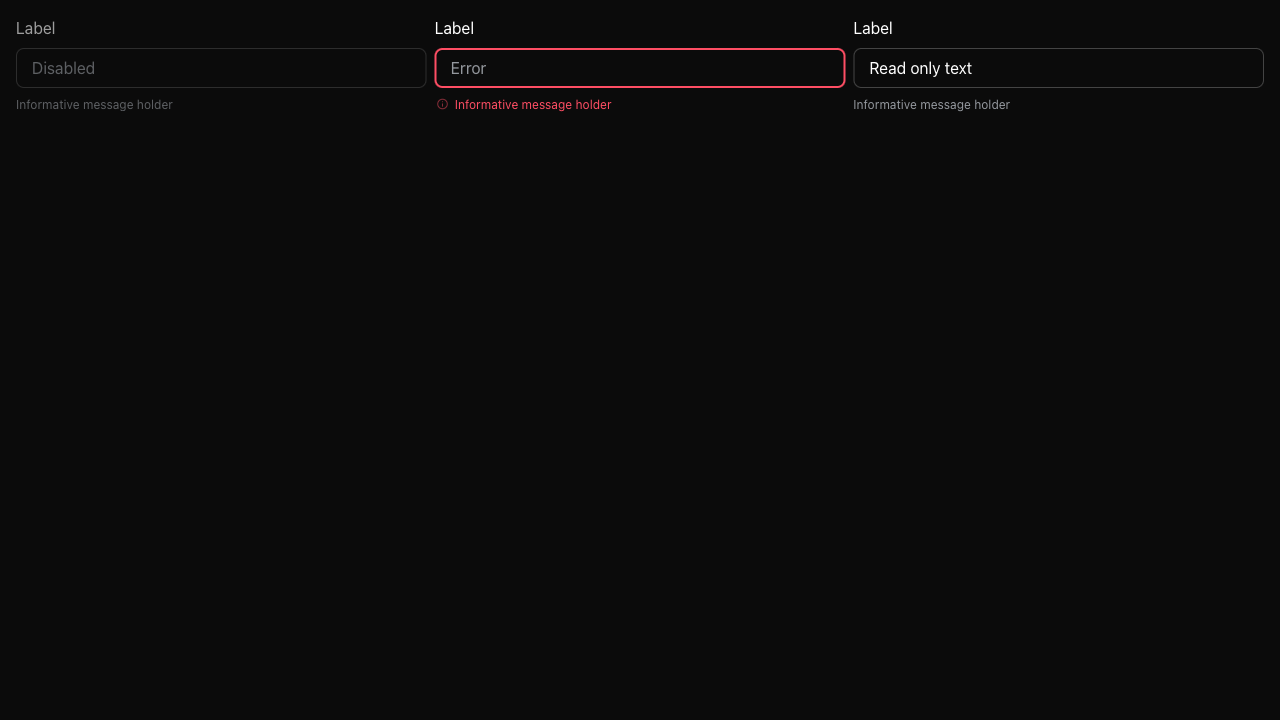 Label
Disabled
Informative message holder
Label
Error
Informative message holder
Label
Read only text
Informative message holder